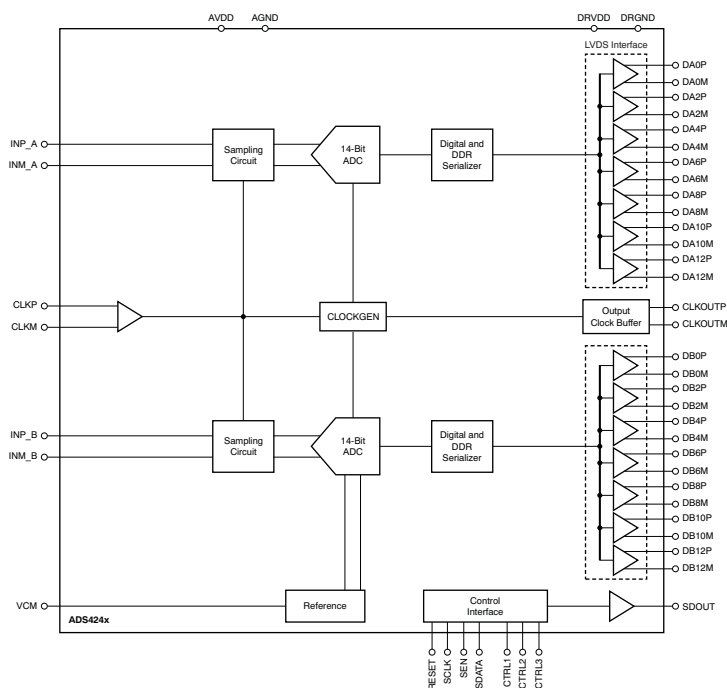 AVDD
AGND
DRVDD
DRGND
LVDS Interface
DA0P
DA0M
DA2P
DA2M
DA4P
DA4M
DA6P
DA6M
DA8P
DA8M
DA10P
DA10M
DA12P
DA12M
INP_A
INM_A
Sampling
Circuit
14-Bit
ADC
Digital and
DDR
Serializer
CLKP
CLKM
CLOCKGEN
Output
Clock Buffer
CLKOUTP
CLKOUTM
DB0P
DB0M
DB2P
DB2M
DB4P
DB4M
DB6P
DB6M
DB8P
DB8M
DB10P
DB10M
DB12P
DB12M
INP_B
INM_B
Sampling
Circuit
14-Bit
ADC
Digital and
DDR
Serializer
VCM
Reference
Control
Interface
SDOUT
ADS424x
RESET
SCLK
SEN
SDATA
CTRL1
CTRL2
CTRL3